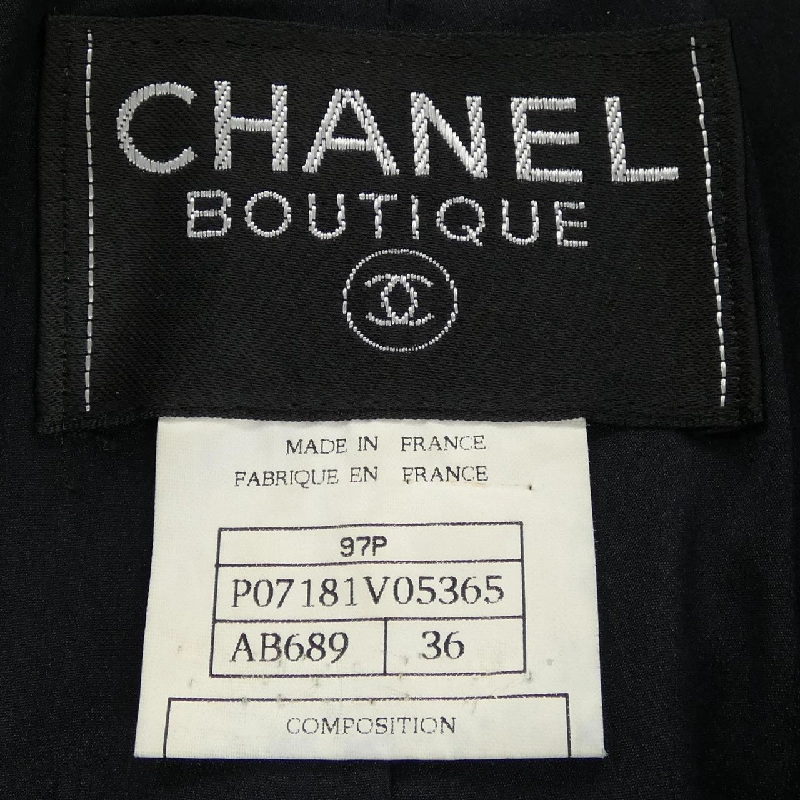 CHANEL
BOUTIQUE
MADE IN FRANCE
FABRIQUE EN FRANCE
97P
P07181V05365
AB689 36
COMPOSITION